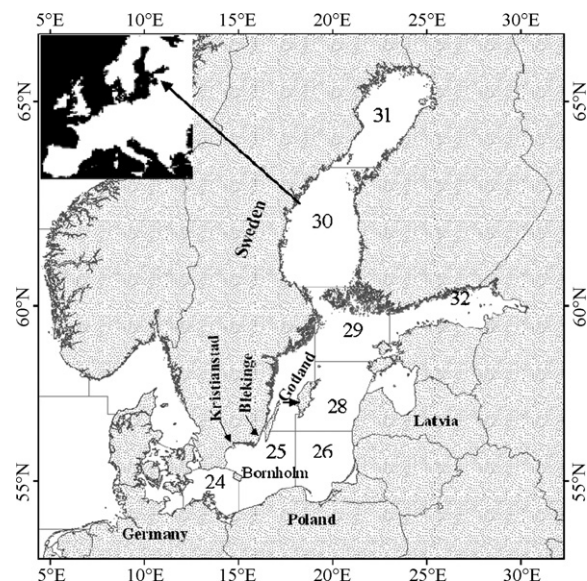 5°E 10°E 15°E 20°E 25°E 30°E
65°N
65°N
31
30
Sweden
60°N
60°N
32
29
Kristianstad
Blekinge
Gotland
28
Latvia
25
26
Bornholm
24
55°N
55°N
Germany
Poland
5°E 10°E 15°E 20°E 25°E 30°E